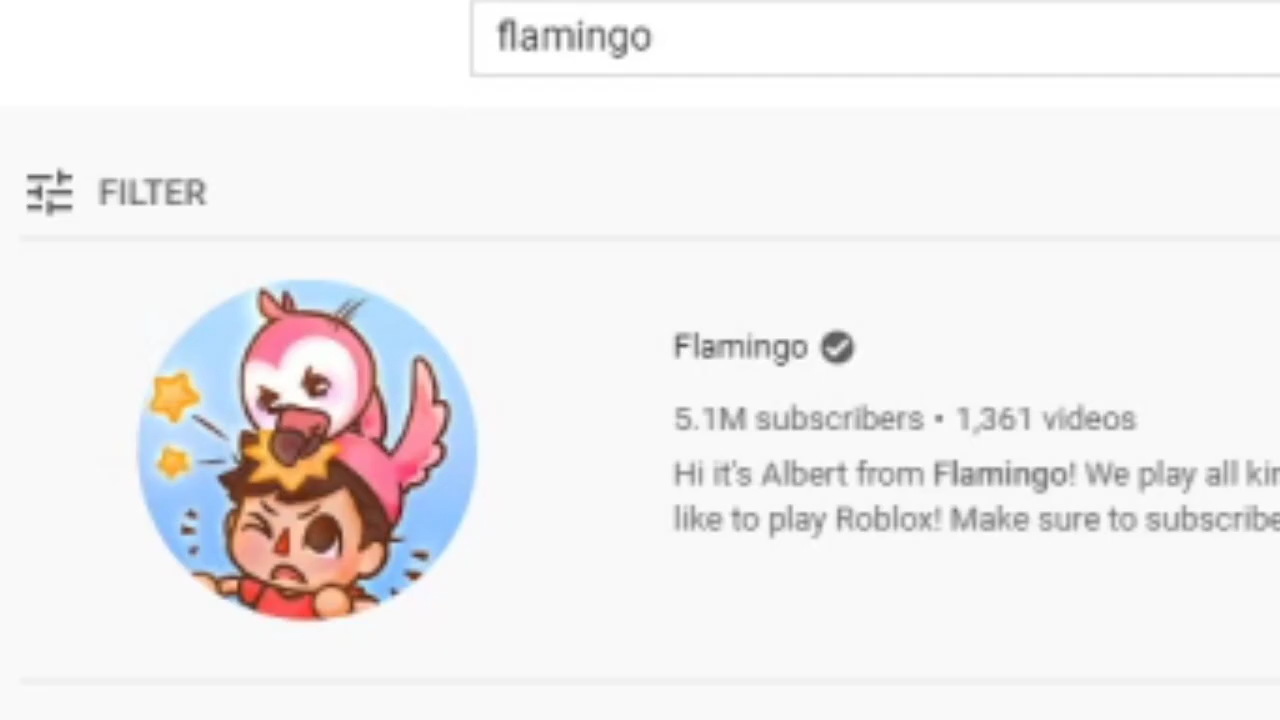 flamingo
FILTER
Flamingo
5.1M subscribers • 1,361 videos
Hi it's Albert from Flamingo! We play all
like to play Roblox! Make sure to subscribe